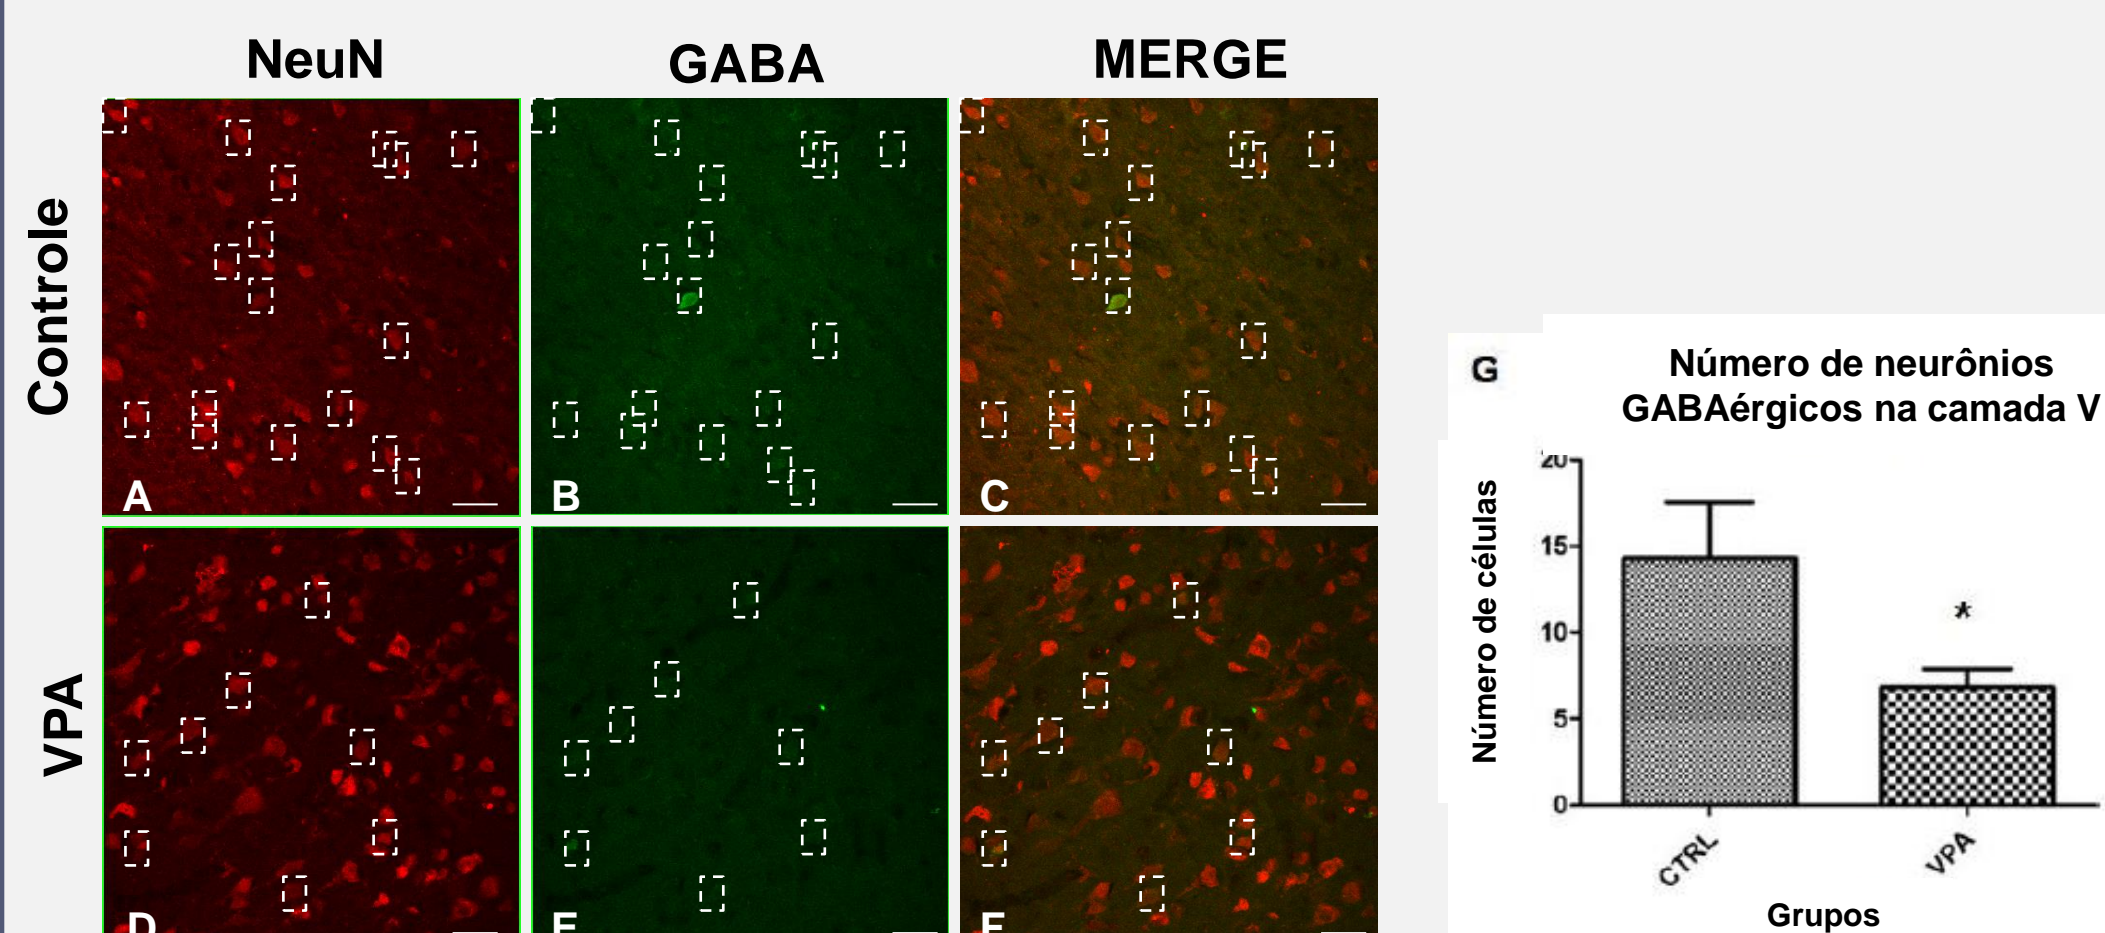 NeuN
GABA
MERGE
Controle
A
B
C
VPA
D
E
F
G
Número de neurônios
GABAérgicos na camada V
Número de células
20
15
10
5
0
*
CTRL
VPA
Grupos